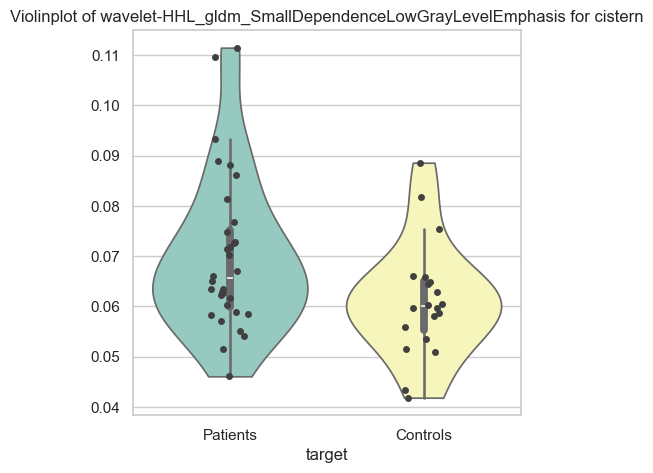 Violinplot of wavelet-HHL_gldm_SmallDependenceLowGrayLevelEmphasis for cistern
0.11
0.10
0.09
0.08
0.07
0.06
0.05
0.04
Patients Controls
target